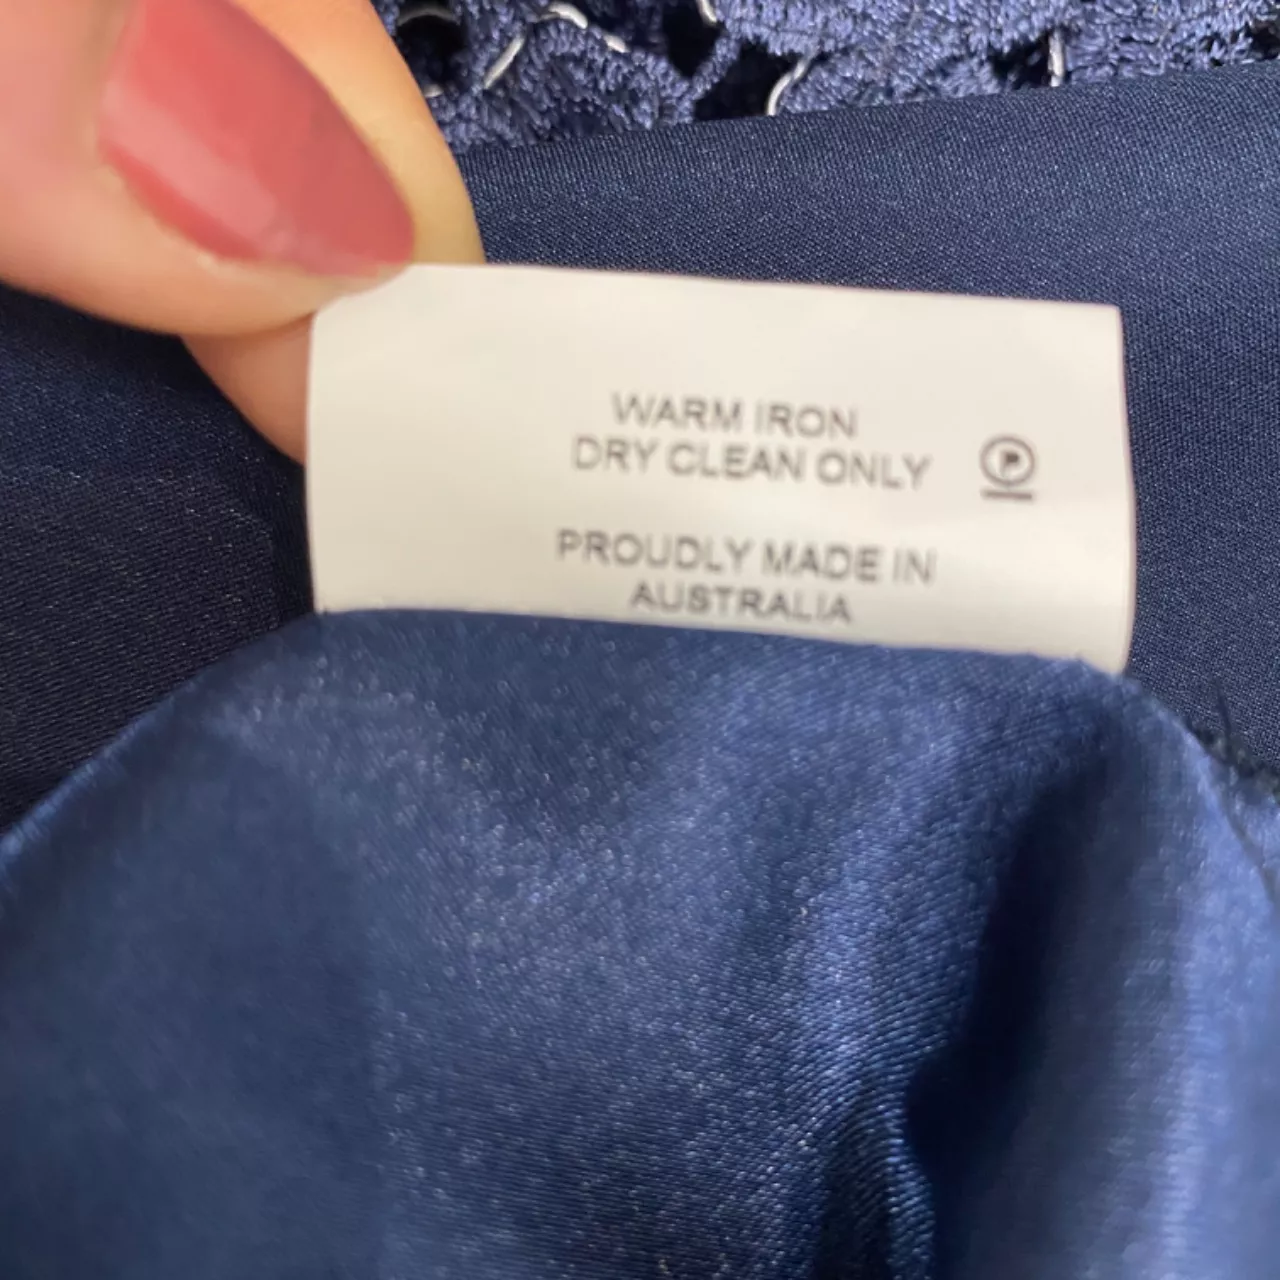 WARM IRON
DRY CLEAN ONLY
P
PROUDLY MADE IN
AUSTRALIA